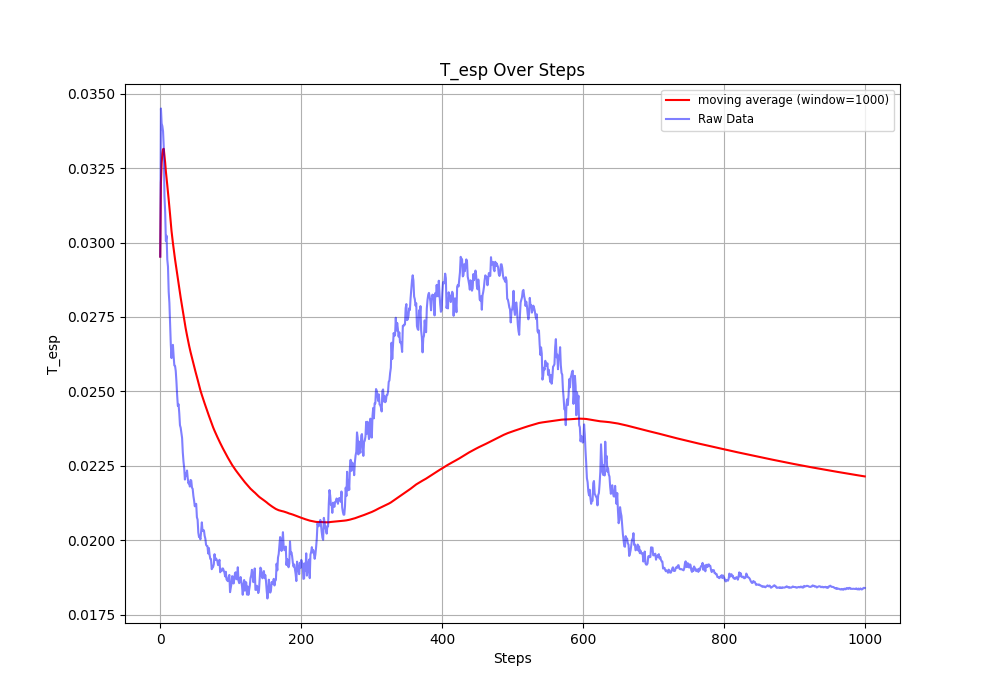 T_esp Over Steps
moving average (window=1000)
Raw Data
T_esp
0.0350
0.0325
0.0300
0.0275
0.0250
0.0225
0.0200
0.0175
0
200
400
600
800
1000
Steps